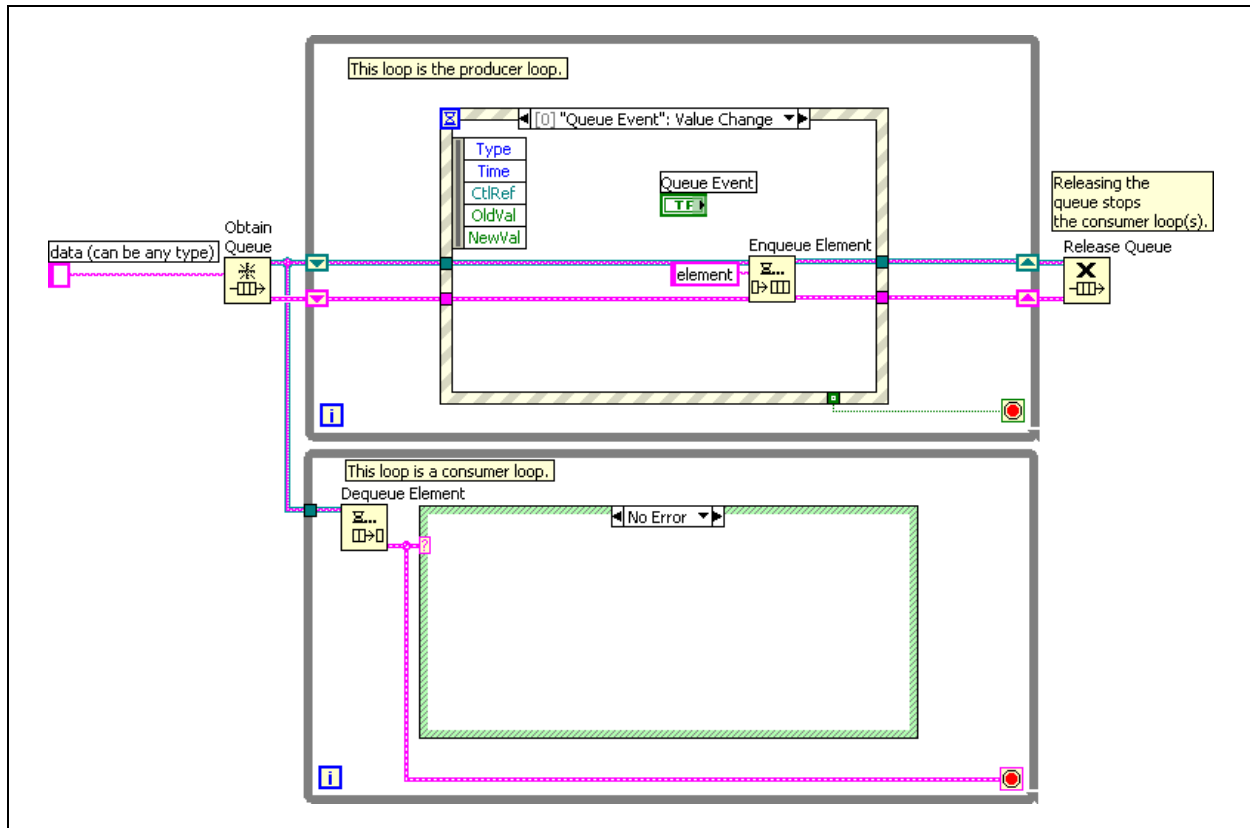 This loop is the producer loop.
[0] "Queue Event": Value Change
Type
Time
CtlRef
OldVal
NewVal
Queue Event
TF
Releasing the
queue stops
the consumer loop(s).
Obtain
Queue
data (can be any type)
Enqueue Element
element
Release Queue
i
This loop is a consumer loop.
Dequeue Element
No Error
?
i